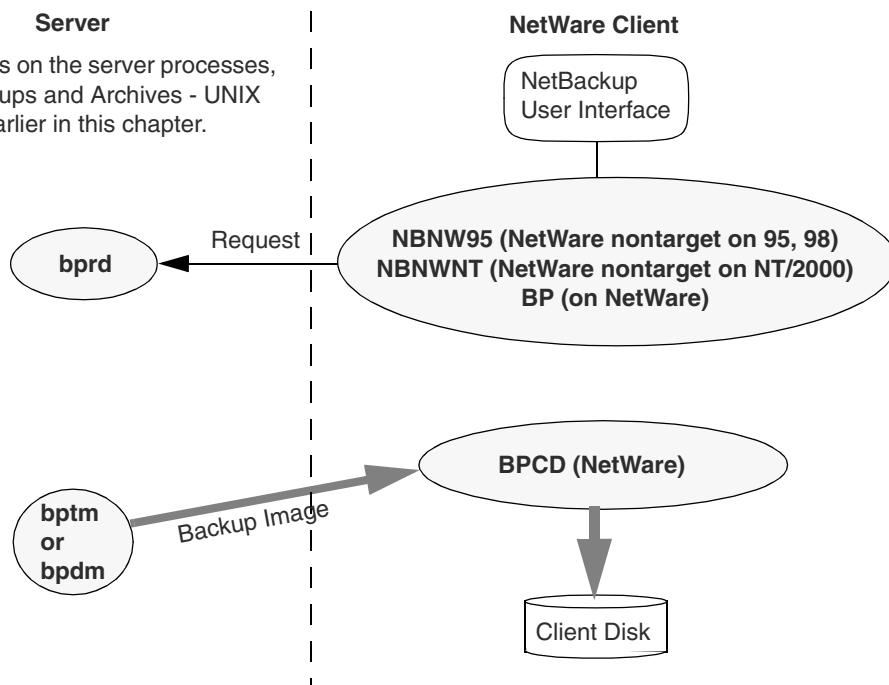 Server
NetWare Client
s on the server processes,
ups and Archives - UNIX
arlier in this chapter.
NetBackup
User Interface
Request
bprd
NBNW95 (NetWare nontarget on 95, 98)
NBNWNT (NetWare nontarget on NT/2000)
BP (on NetWare)
BPCD (NetWare)
bptm
or
bpdm
Backup Image
Client Disk